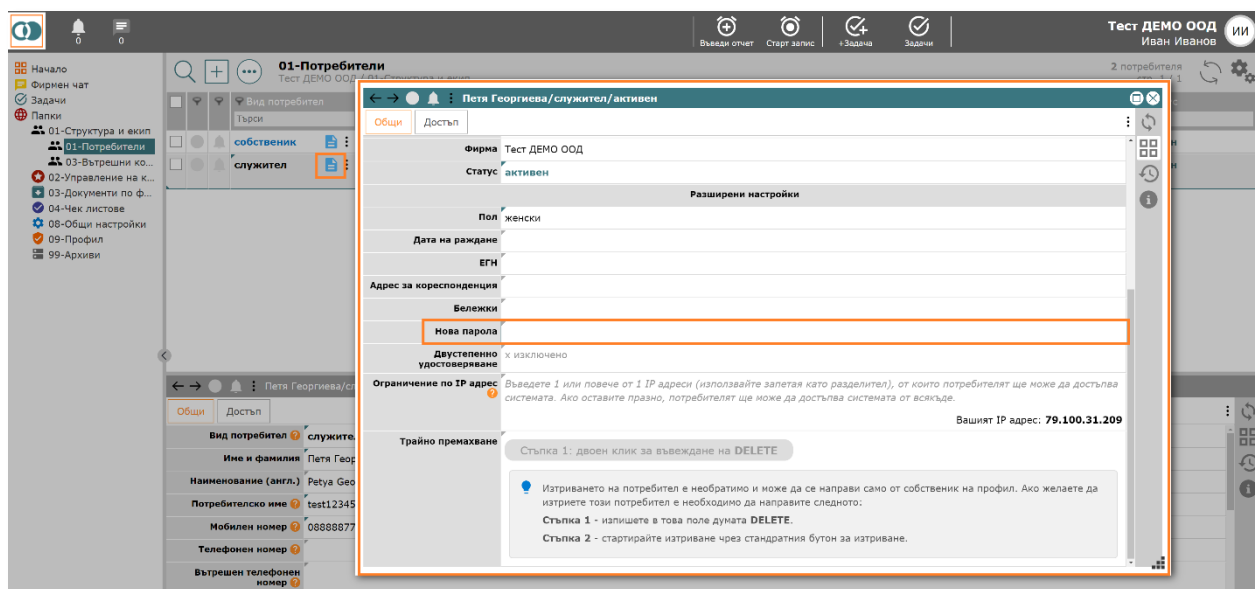 Тест ДЕМО ООД
Иван Иванов
ИИ
0
0
Въведи отчет
Старт запис
+Задача
Задачи
Начало
Фирмен чат
Задачи
Папки
01-Структура и екип
01-Потребители
03-Вътрешни ко...
02-Управление на к...
03-Документи по ф...
04-Чек листове
08-Общи настройки
09-Профил
99-Архиви
01-Потребители
Тест ДЕМО ООД / 01-Структура и екип
2 потребителя
стр. 1 / 1
Вид потребител
Търси
собственик
служител
Петя Георгиева/служител/активен
Общи
Достъп
Фирма Тест ДЕМО ООД
Статус активен
Разширени настройки
Пол женски
Дата на раждане
ЕГН
Адрес за кореспонденция
Бележки
Нова парола
Двустепенно
удостоверяване
x изключено
Ограничение по IP адрес
Въведете 1 или повече от 1 IP адреси (използвайте запетая като разделител), от които потребителят ще може да достъпва
системата. Ако оставите празно, потребителят ще може да достъпва системата от всякъде.
Вашият IP адрес: 79.100.31.209
Трайно премахване
Стъпка 1: двоен клик за въвеждане на DELETE
Изтриването на потребител е необратимо и може да се направи само от собственик на профил. Ако желаете да
изтриете този потребител е необходимо да направите следното:
Стъпка 1 - изпишете в това поле думата DELETE.
Стъпка 2 - стартирайте изтриване чрез стандратния бутон за изтриване.
Петя Георгиева/сл
Общи
Достъп
Вид потребител служите
Име и фамилия Петя Геор
Наименование (англ.) Petya Geo
Потребителско име test12345
Мобилен номер 08888877
Телефонен номер
Вътрешен телефонен
номер